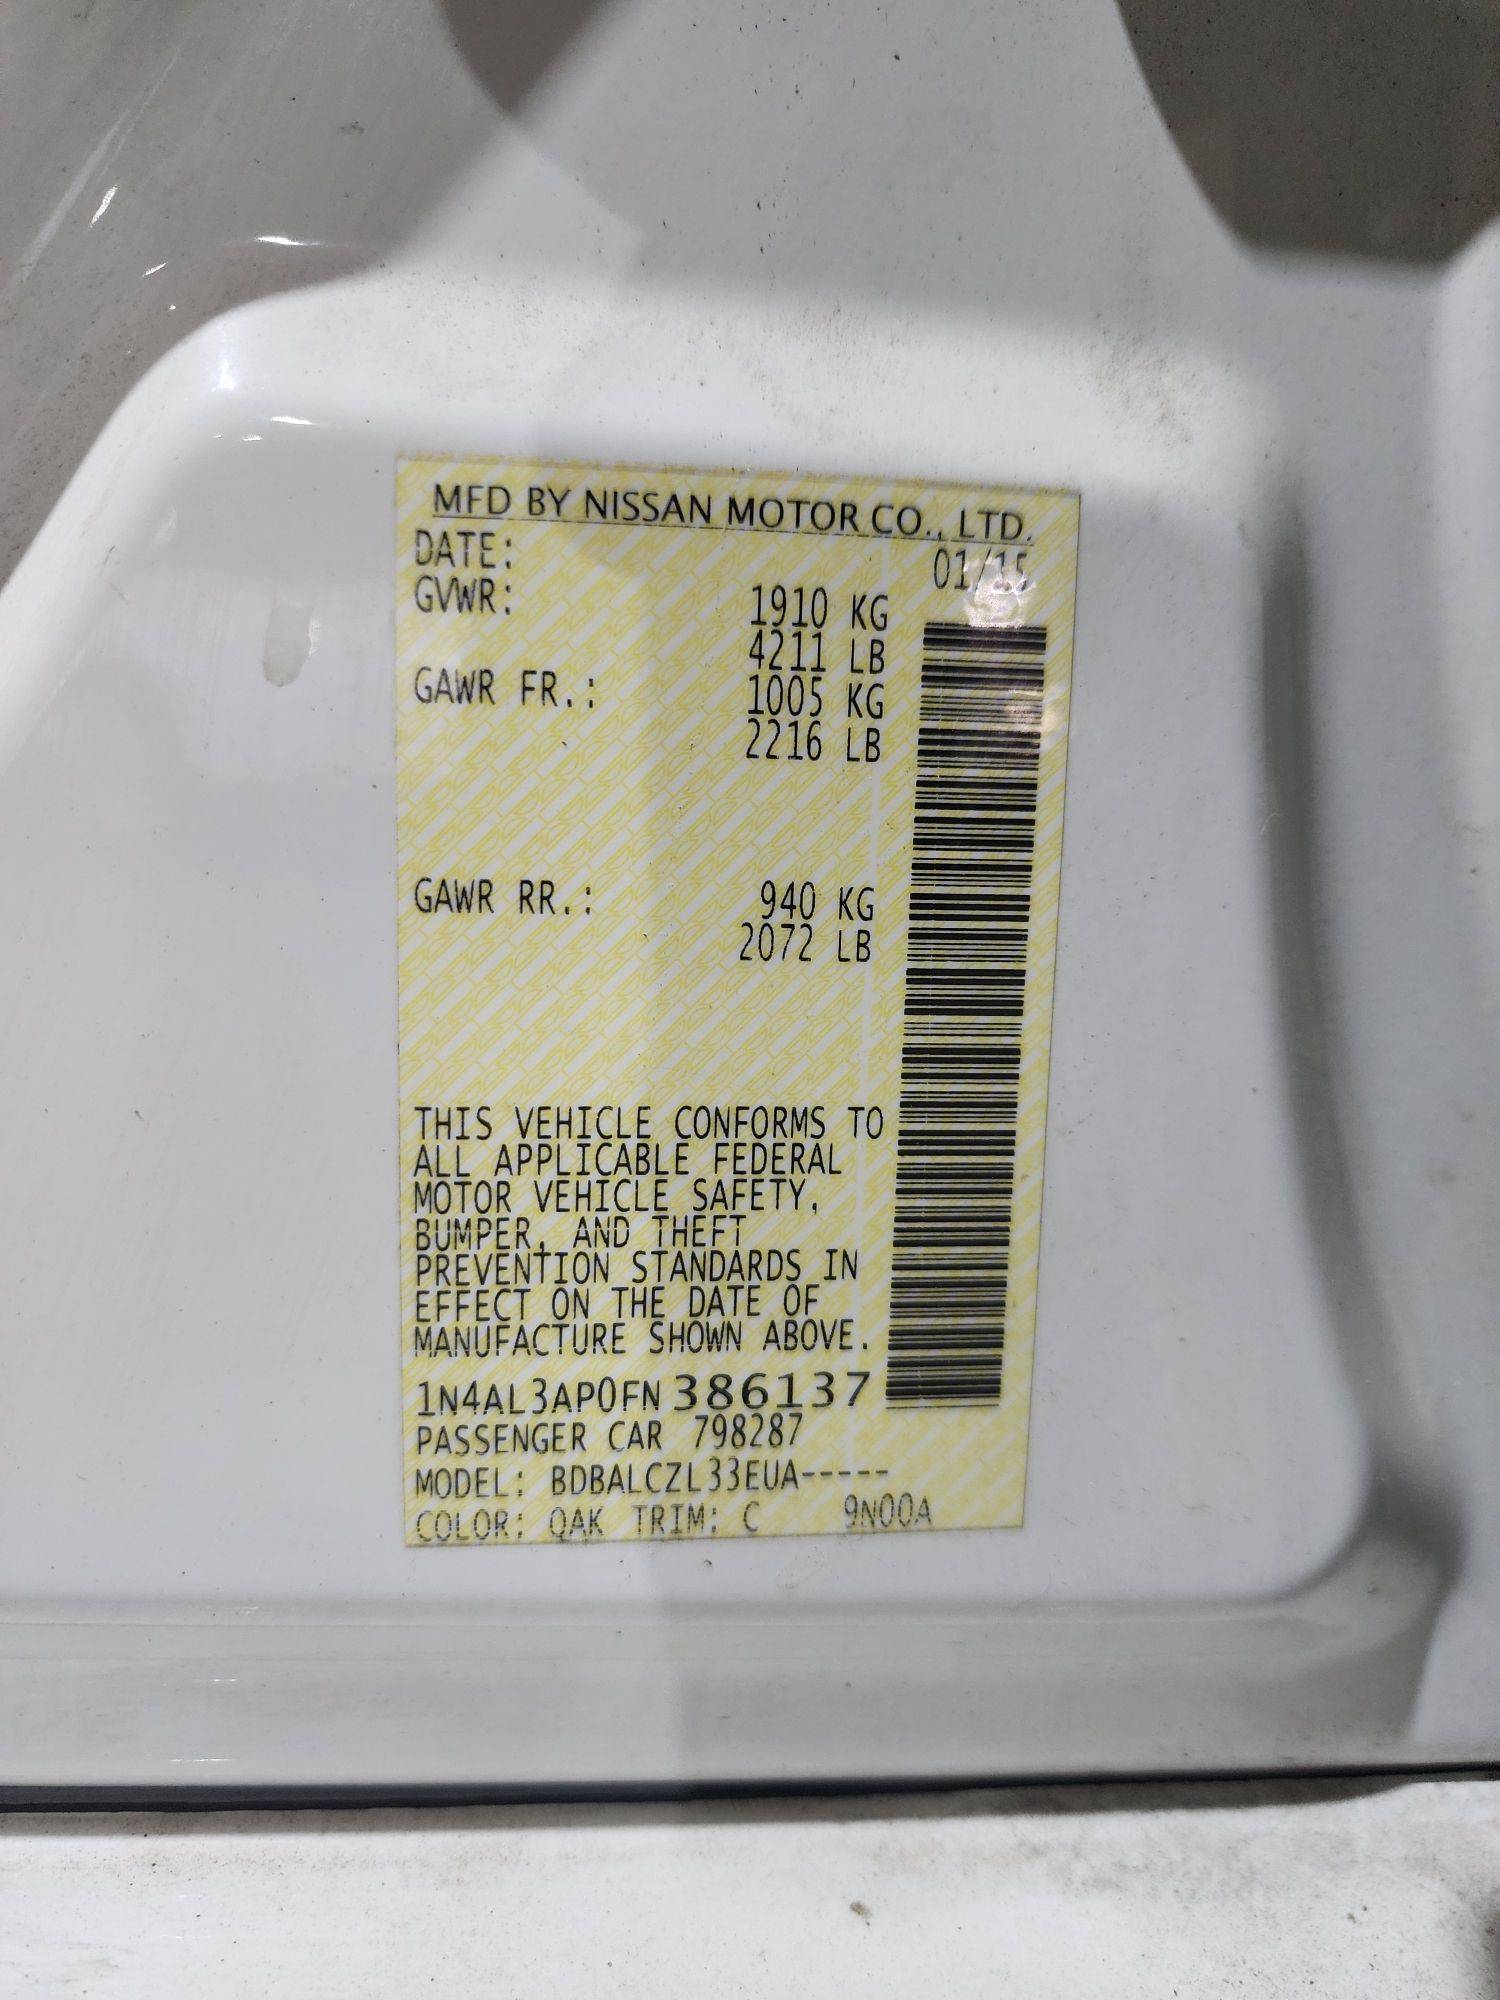 MFD BY NISSAN MOTOR CO., LTD.
DATE: 01/15
GVWR: 1910 KG
4211 LB
GAWR FR.: 1005 KG
2216 LB
GAWR RR.: 940 KG
2072 LB
THIS VEHICLE CONFORMS TO
ALL APPLICABLE FEDERAL
MOTOR VEHICLE SAFETY,
BUMPER, AND THEFT
PREVENTION STANDARDS IN
EFFECT ON THE DATE OF
MANUFACTURE SHOWN ABOVE.
1N4AL3AP0FN386137
PASSENGER CAR 798287
MODEL: BDBALCZL33EUA-----
COLOR: QAK TRIM: C 9N00A